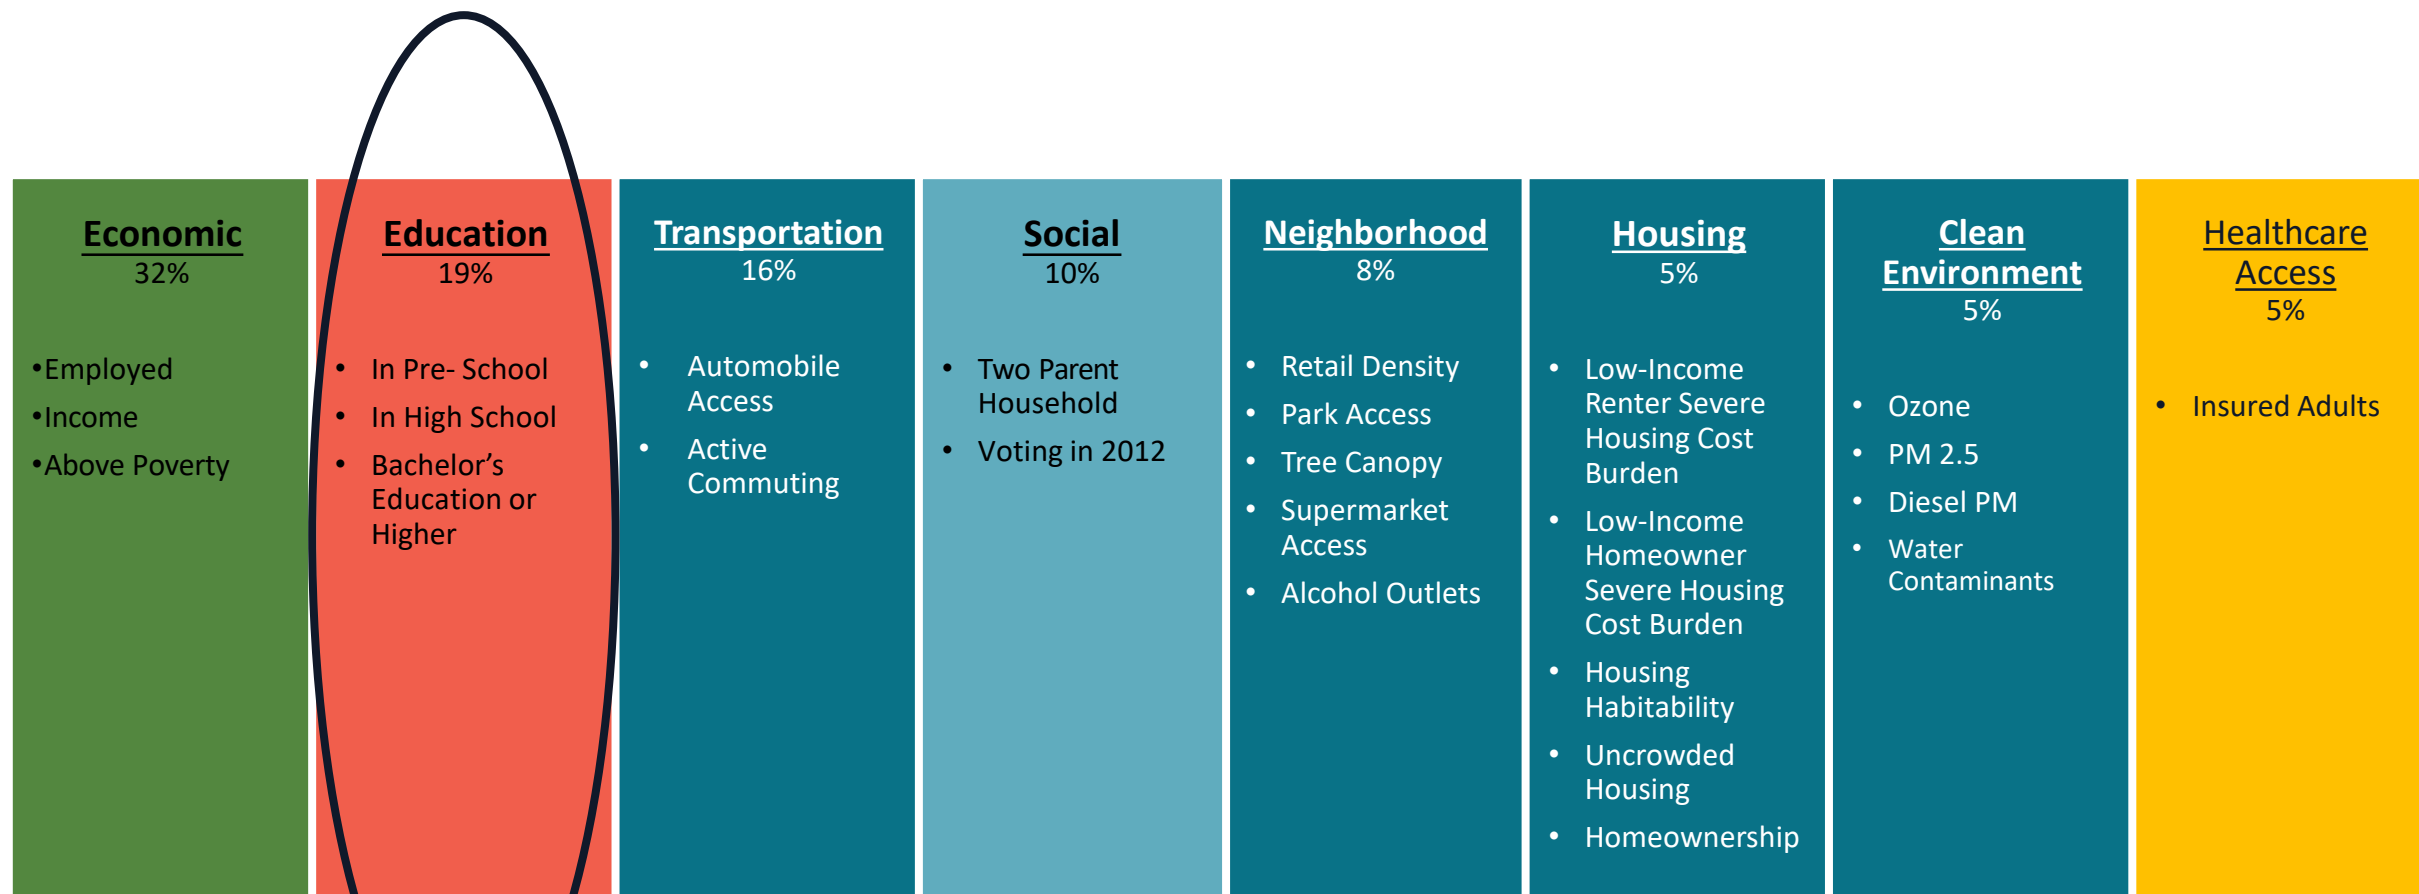 Economic
32%
•Employed
•Income
•Above Poverty
Education
19%
• In Pre- School
• In High School
• Bachelor’s
Education or
Higher
Transportation
16%
• Automobile
Access
• Active
Commuting
Social
10%
• Two Parent
Household
• Voting in 2012
Neighborhood
8%
• Retail Density
• Park Access
• Tree Canopy
• Supermarket
Access
• Alcohol Outlets
Housing
5%
• Low-Income
Renter Severe
Housing Cost
Burden
• Low-Income
Homeowner
Severe Housing
Cost Burden
• Housing
Habitability
• Uncrowded
Housing
• Homeownership
Clean
Environment
5%
• Ozone
• PM 2.5
• Diesel PM
• Water
Contaminants
Healthcare
Access
5%
• Insured Adults